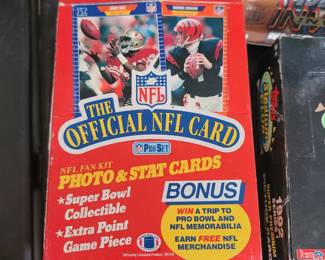 NFL
THE
OFFICIAL NFL CARD
PRO SET
NFL FAN KIT
PHOTO & STAT CARDS
★Super Bowl
Collectible
★Extra Point
Game Piece
BONUS
WIN A TRIP TO
PRO BOWL AND
NFL MEMORABILIA
EARN FREE NFL
MERCHANDISE